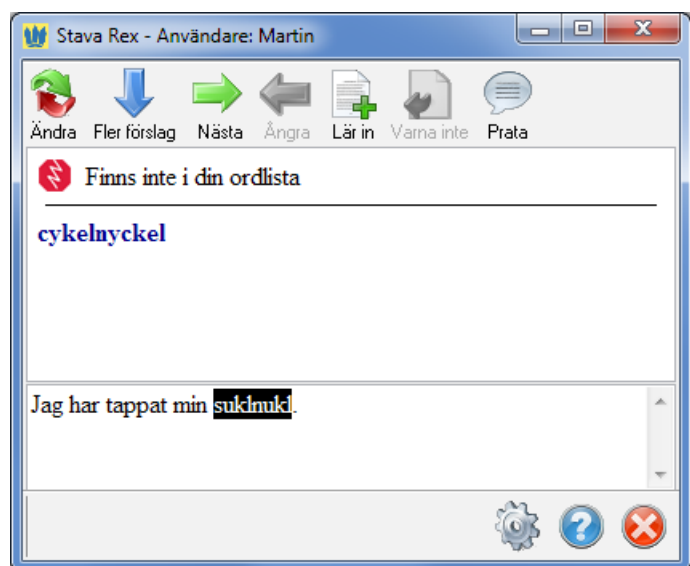 Stava Rex - Användare: Martin
Ändra Fler förslag Nästa Ångra Lär in Varna inte Prata
Finns inte i din ordlista
cykelnyckel
Jag har tappat min suklnukl.